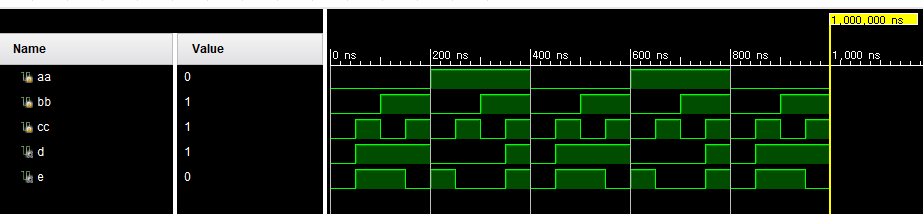 1,000,000 ns
Name Value
0 ns 200 ns 400 ns 600 ns 800 ns 1,000 ns
aa 0
bb 1
cc 1
d 1
e 0